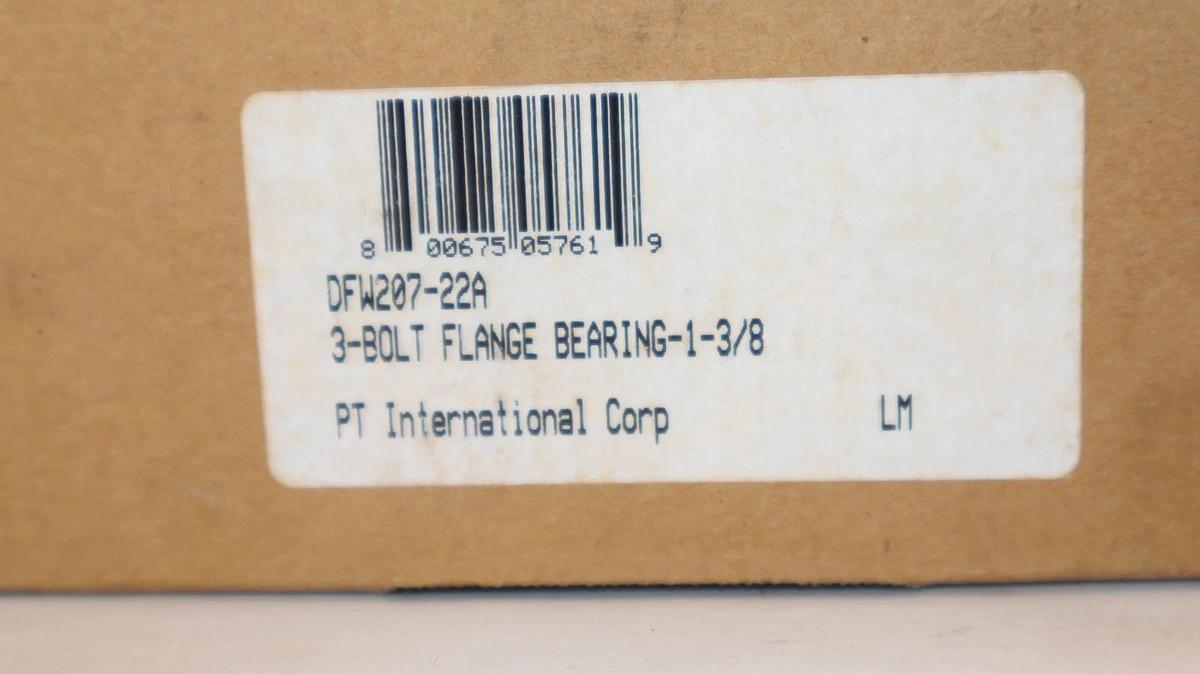 8 00675 05761 9
DFW207-22A
3-BOLT FLANGE BEARING-1-3/8
PT International Corp LM